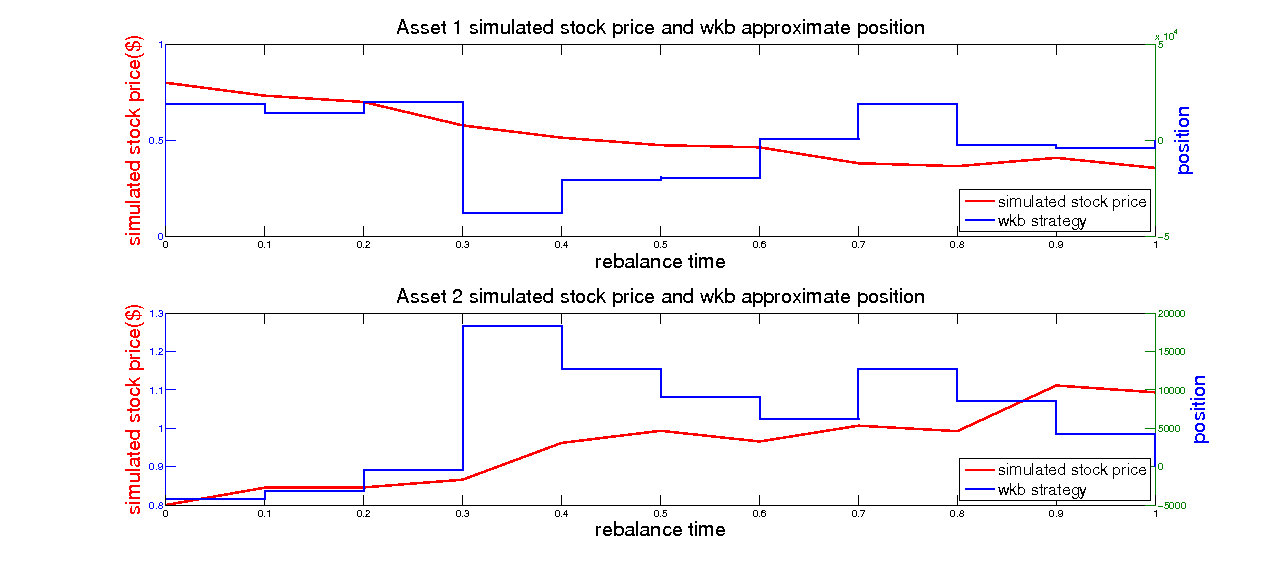 Asset 1 simulated stock price and wkb approximate position
x 10^4
1
0.5
0
5
0
-5
simulated stock price($)
position
simulated stock price
wkb strategy
0 0.1 0.2 0.3 0.4 0.5 0.6 0.7 0.8 0.9 1
rebalance time
Asset 2 simulated stock price and wkb approximate position
1.3
1.2
1.1
1
0.9
0.8
20000
15000
10000
5000
0
-5000
simulated stock price($)
position
simulated stock price
wkb strategy
0 0.1 0.2 0.3 0.4 0.5 0.6 0.7 0.8 0.9 1
rebalance time